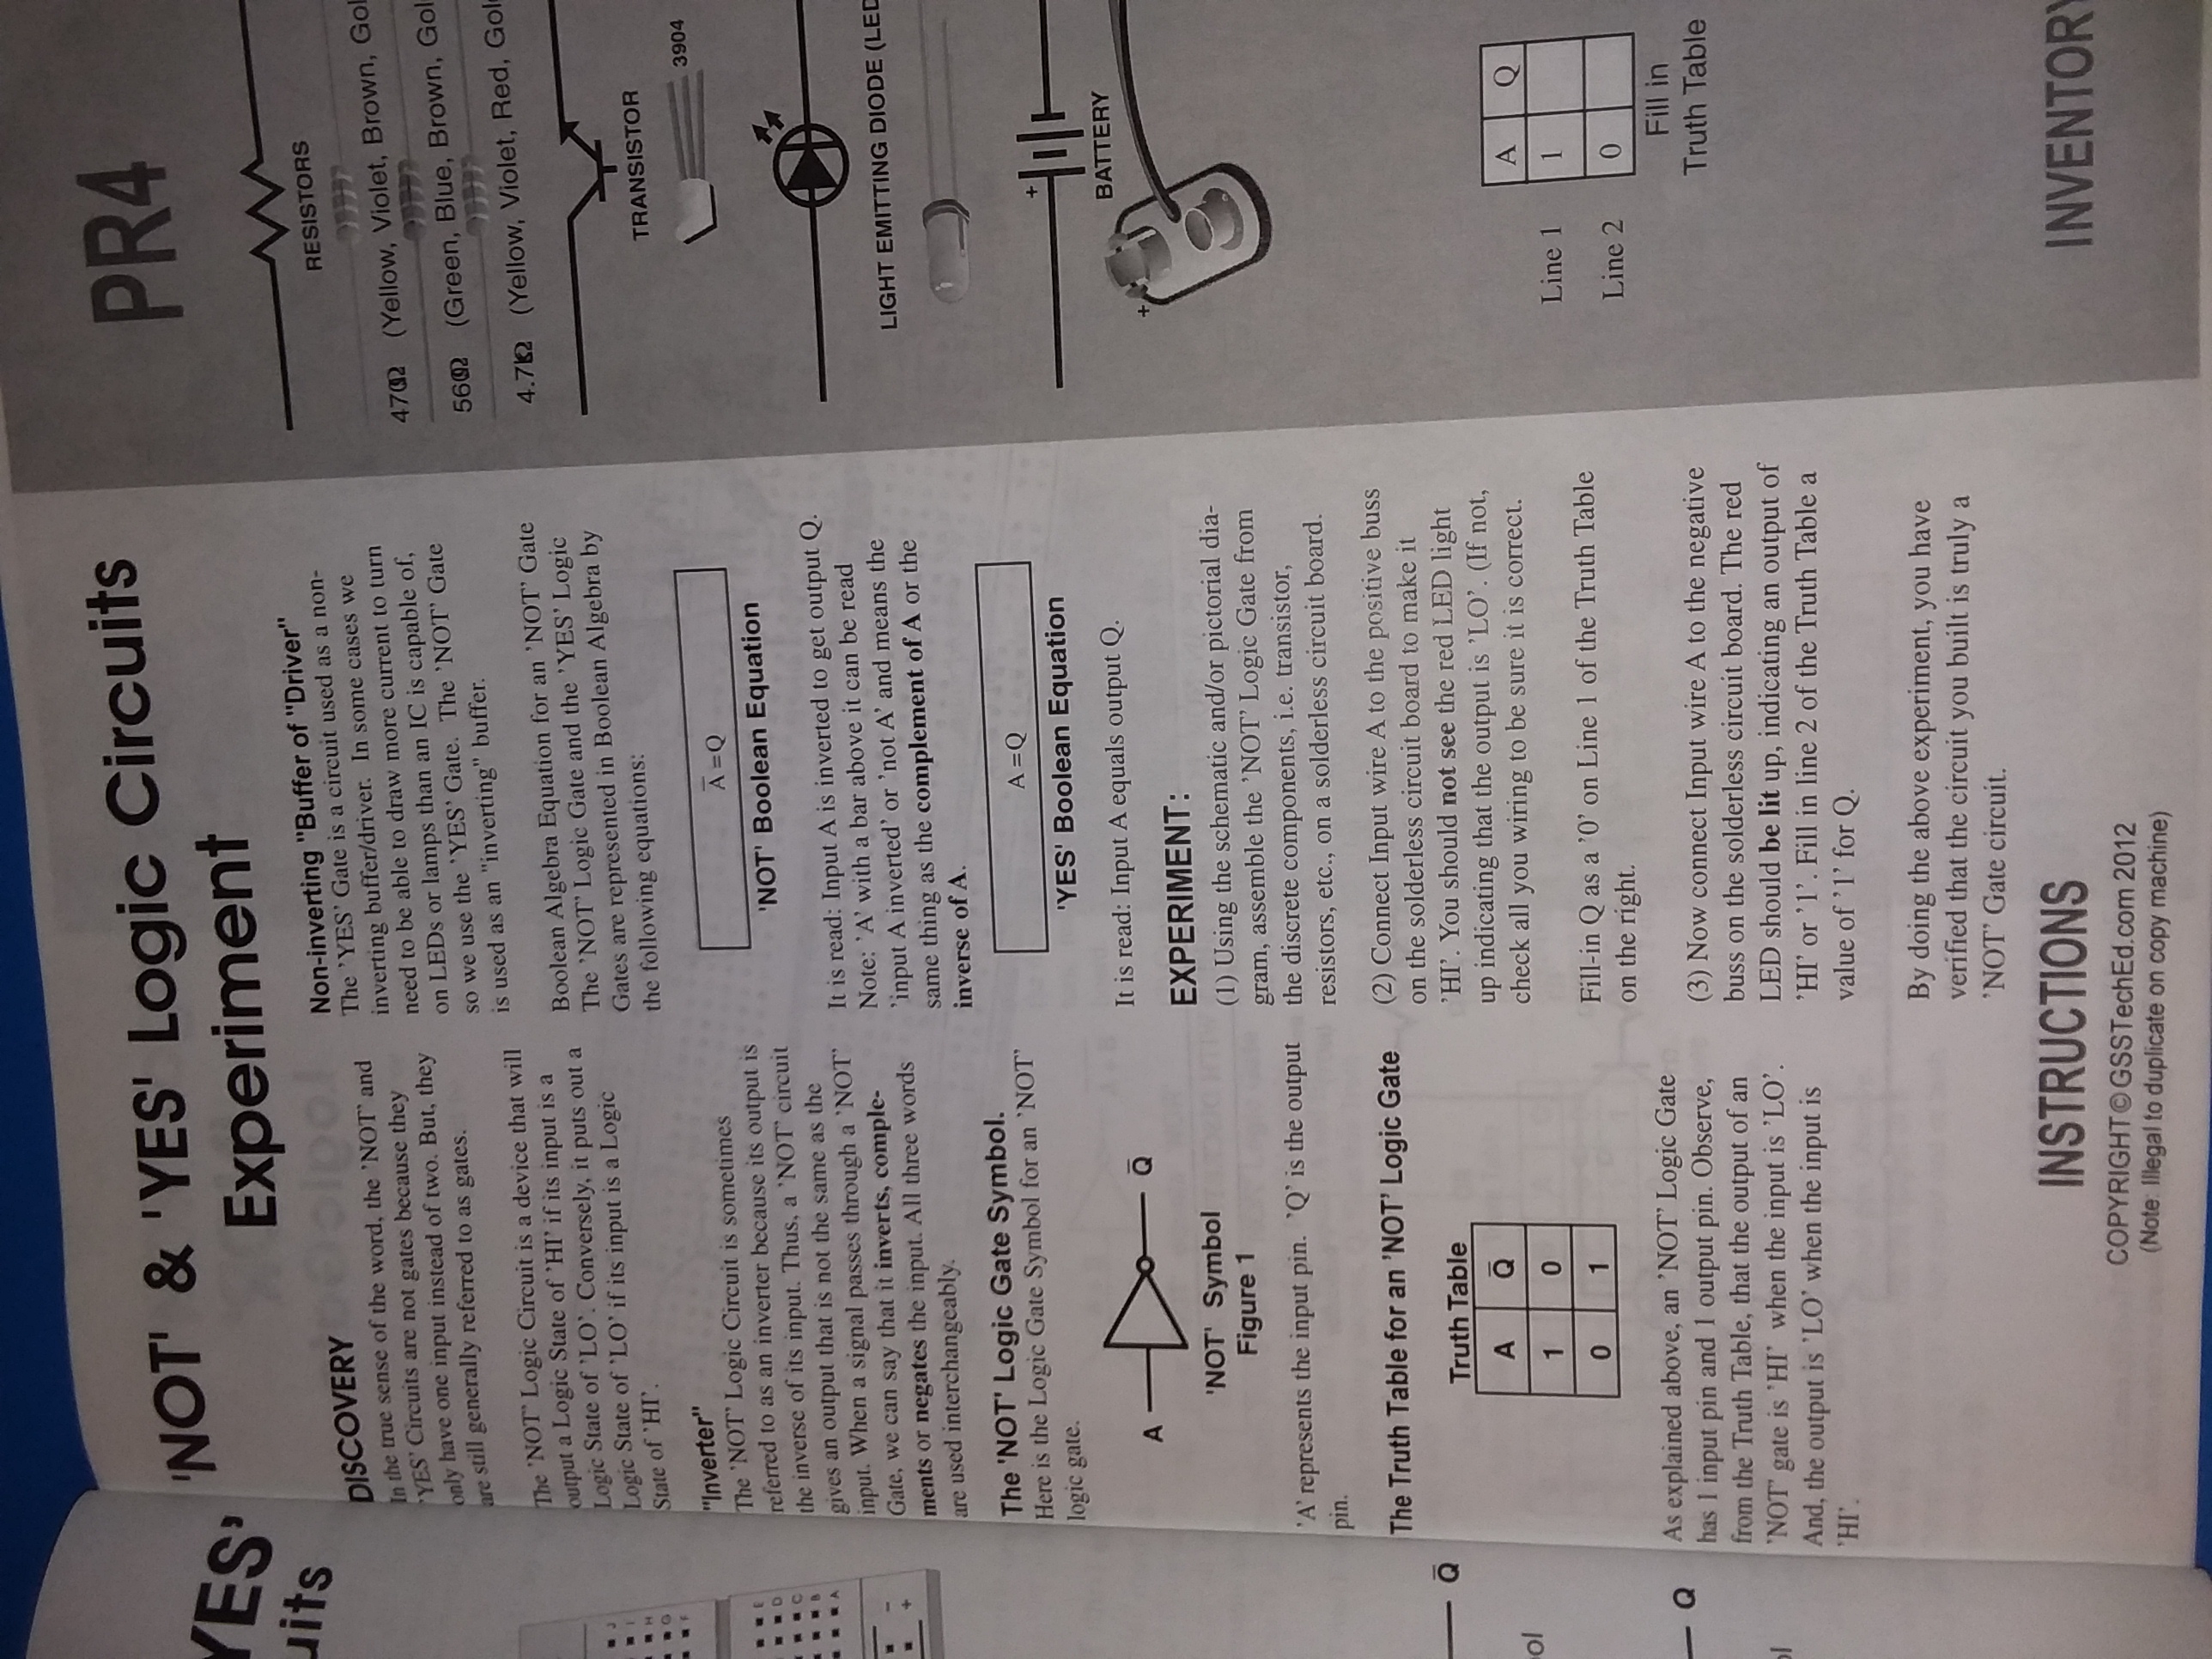 YES'
uits
J
I
H
G
F
E
D
C
B
A
−
+
Q̅
ol
Q
ol
'NOT' & 'YES' Logic Circuits
Experiment
DISCOVERY
In the true sense of the word, the 'NOT' and
'YES' Circuits are not gates because they
only have one input instead of two. But, they
are still generally referred to as gates.
The 'NOT' Logic Circuit is a device that will
output a Logic State of 'HI' if its input is a
Logic State of 'LO'. Conversely, it puts out a
Logic State of 'LO' if its input is a Logic
State of 'HI'.
"Inverter"
The 'NOT' Logic Circuit is sometimes
referred to as an inverter because its output is
the inverse of its input. Thus, a 'NOT' circuit
gives an output that is not the same as the
input. When a signal passes through a 'NOT'
Gate, we can say that it inverts, comple-
ments or negates the input. All three words
are used interchangeably.
The 'NOT' Logic Gate Symbol.
Here is the Logic Gate Symbol for an 'NOT'
logic gate.
A Q̅
'NOT' Symbol
Figure 1
'A' represents the input pin. 'Q' is the output
pin.
The Truth Table for an 'NOT' Logic Gate
Truth Table
A Q̅
1 0
0 1
As explained above, an 'NOT' Logic Gate
has 1 input pin and 1 output pin. Observe,
from the Truth Table, that the output of an
'NOT' gate is 'HI' when the input is 'LO'.
And, the output is 'LO' when the input is
'HI'.
Non-inverting "Buffer of "Driver"
The 'YES' Gate is a circuit used as a non-
inverting buffer/driver. In some cases we
need to be able to draw more current to turn
on LEDs or lamps than an IC is capable of,
so we use the 'YES' Gate. The 'NOT' Gate
is used as an "inverting" buffer.
Boolean Algebra Equation for an 'NOT' Gate
The 'NOT' Logic Gate and the 'YES' Logic
Gates are represented in Boolean Algebra by
the following equations:
A̅ =Q
'NOT' Boolean Equation
It is read: Input A is inverted to get output Q.
Note: 'A' with a bar above it can be read
'input A inverted' or 'not A' and means the
same thing as the complement of A or the
inverse of A.
A =Q
'YES' Boolean Equation
It is read: Input A equals output Q.
EXPERIMENT:
(1) Using the schematic and/or pictorial dia-
gram, assemble the 'NOT' Logic Gate from
the discrete components, i.e. transistor,
resistors, etc., on a solderless circuit board.
(2) Connect Input wire A to the positive buss
on the solderless circuit board to make it
'HI'. You should not see the red LED light
up indicating that the output is 'LO'. (If not,
check all you wiring to be sure it is correct.
Fill-in Q as a '0' on Line 1 of the Truth Table
on the right.
(3) Now connect Input wire A to the negative
buss on the solderless circuit board. The red
LED should be lit up, indicating an output of
'HI' or '1'. Fill in line 2 of the Truth Table a
value of '1' for Q.
By doing the above experiment, you have
verified that the circuit you built is truly a
'NOT' Gate circuit.
INSTRUCTIONS
COPYRIGHT©GSSTechEd.com 2012
(Note: Illegal to duplicate on copy machine)
PR4
RESISTORS
470Ω (Yellow, Violet, Brown, Gol
560Ω (Green, Blue, Brown, Gol
4.7KΩ (Yellow, Violet, Red, Gol
TRANSISTOR
3904
LIGHT EMITTING DIODE (LED
+
BATTERY
+
A Q
Line 1 1
Line 2 0
Fill in
Truth Table
INVENTORY